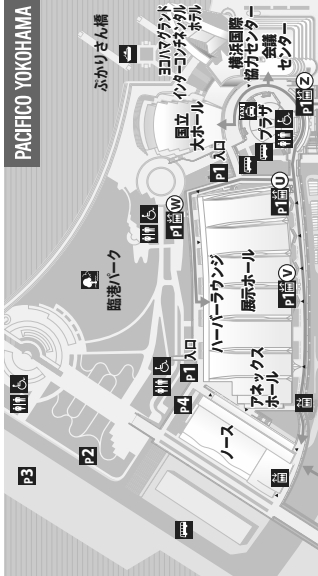 PACIFICO YOKOHAMA
ぷかりさん橋
ヨコハマグランド
インターコンチネンタル
ホテル
横浜国際
協力センター
会議
センター
国立
大ホール
TAXI
プラザ
P1
Z
P1 入口
P1
W
P1
U
臨港パーク
ハーバーラウンジ
展示ホール
P1
V
P1 入口
アネックス
ホール
P4
ノース
P2
P3